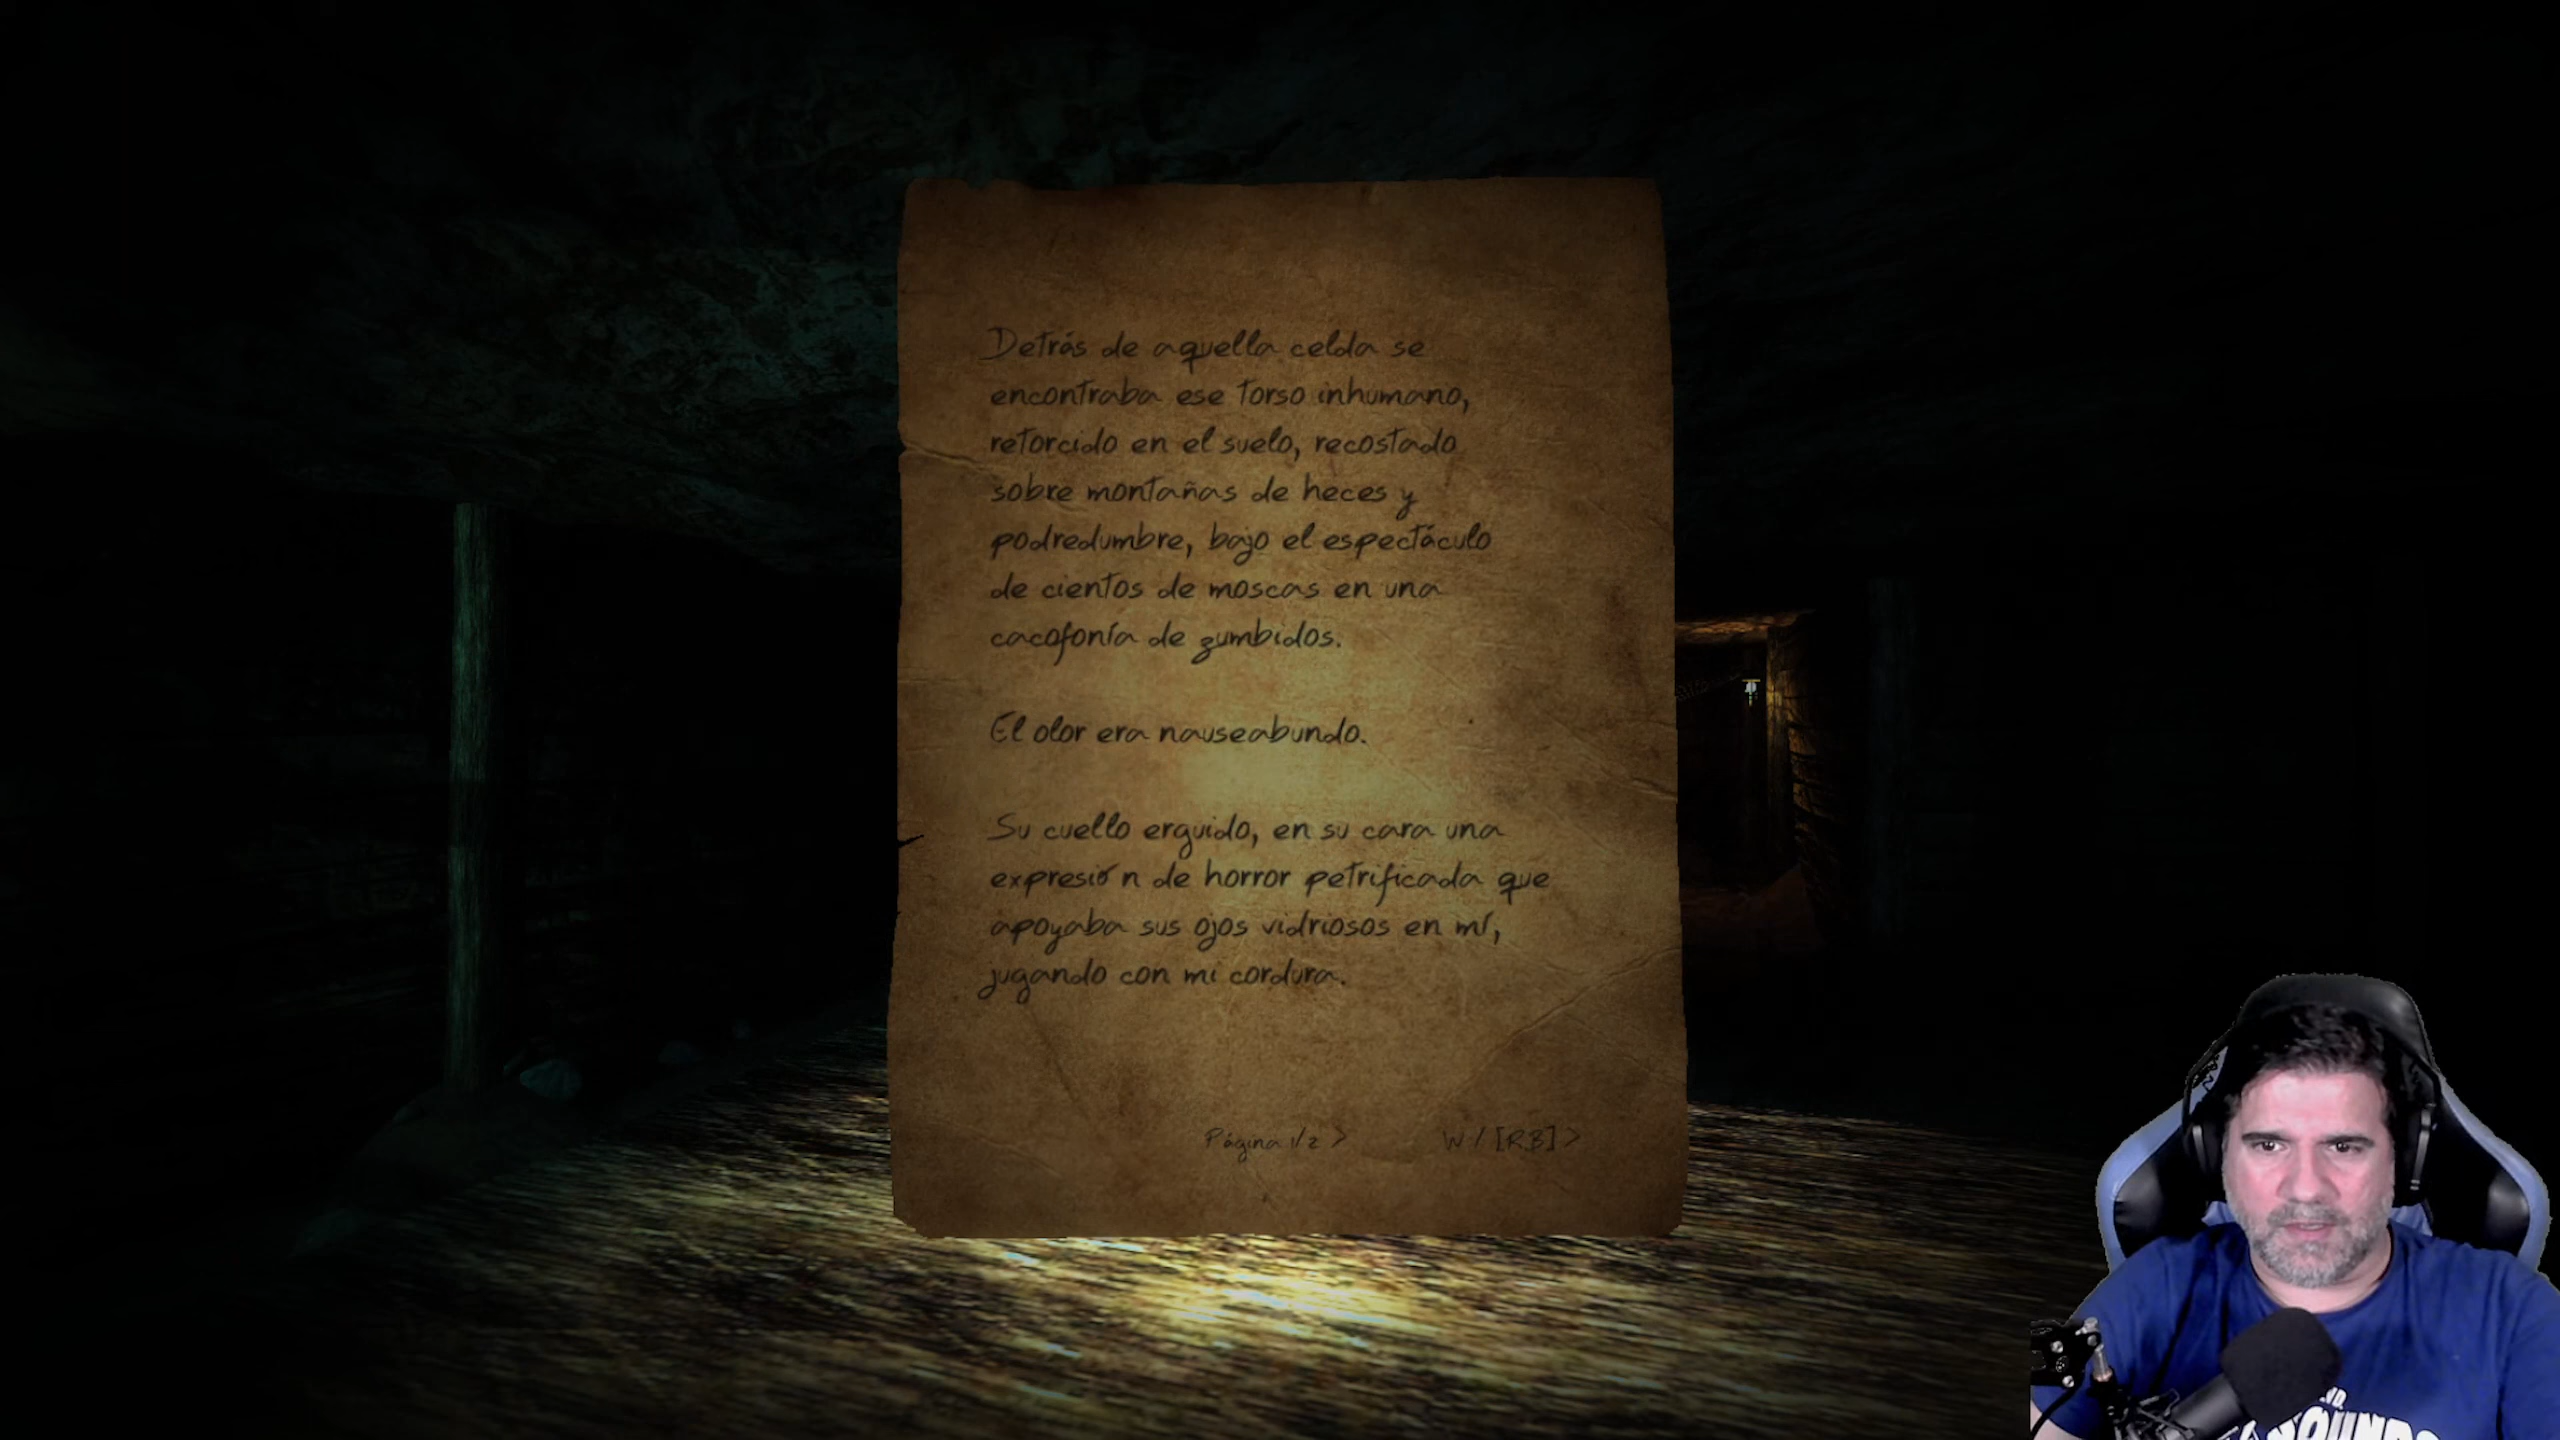 Detrás de aquella celda se
encontraba ese torso inhumano,
retorcido en el suelo, recostado
sobre montañas de heces y
podredumbre, bajo el espectáculo
de cientos de moscas en una
cacofonía de zumbidos.
El olor era nauseabundo.
Su cuello erguido, en su cara una
expresión de horror petrificada que
apoyaba sus ojos vidriosos en mí,
jugando con mi cordura.
Página 1/2 > W / [RB] >